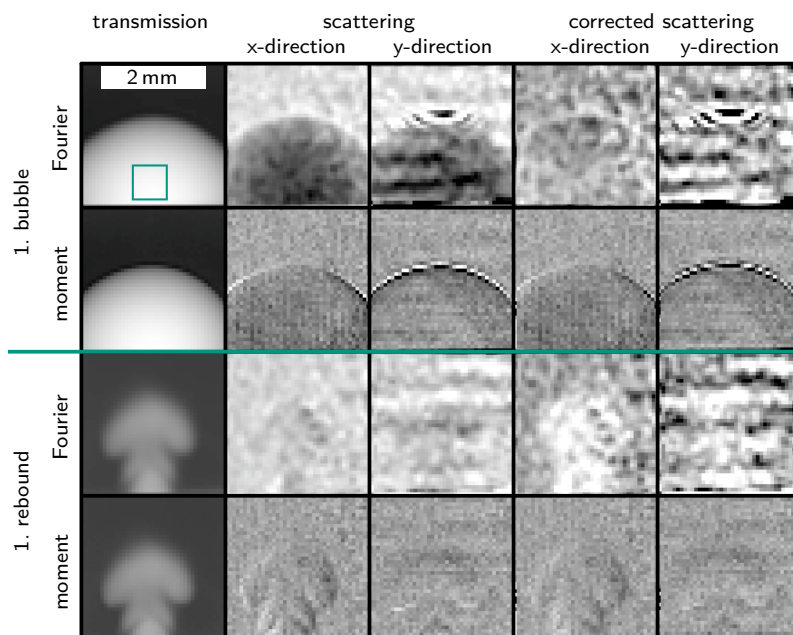 transmission scattering corrected scattering
x-direction y-direction x-direction y-direction
2 mm
1. bubble
Fourier
moment
1. rebound
Fourier
moment